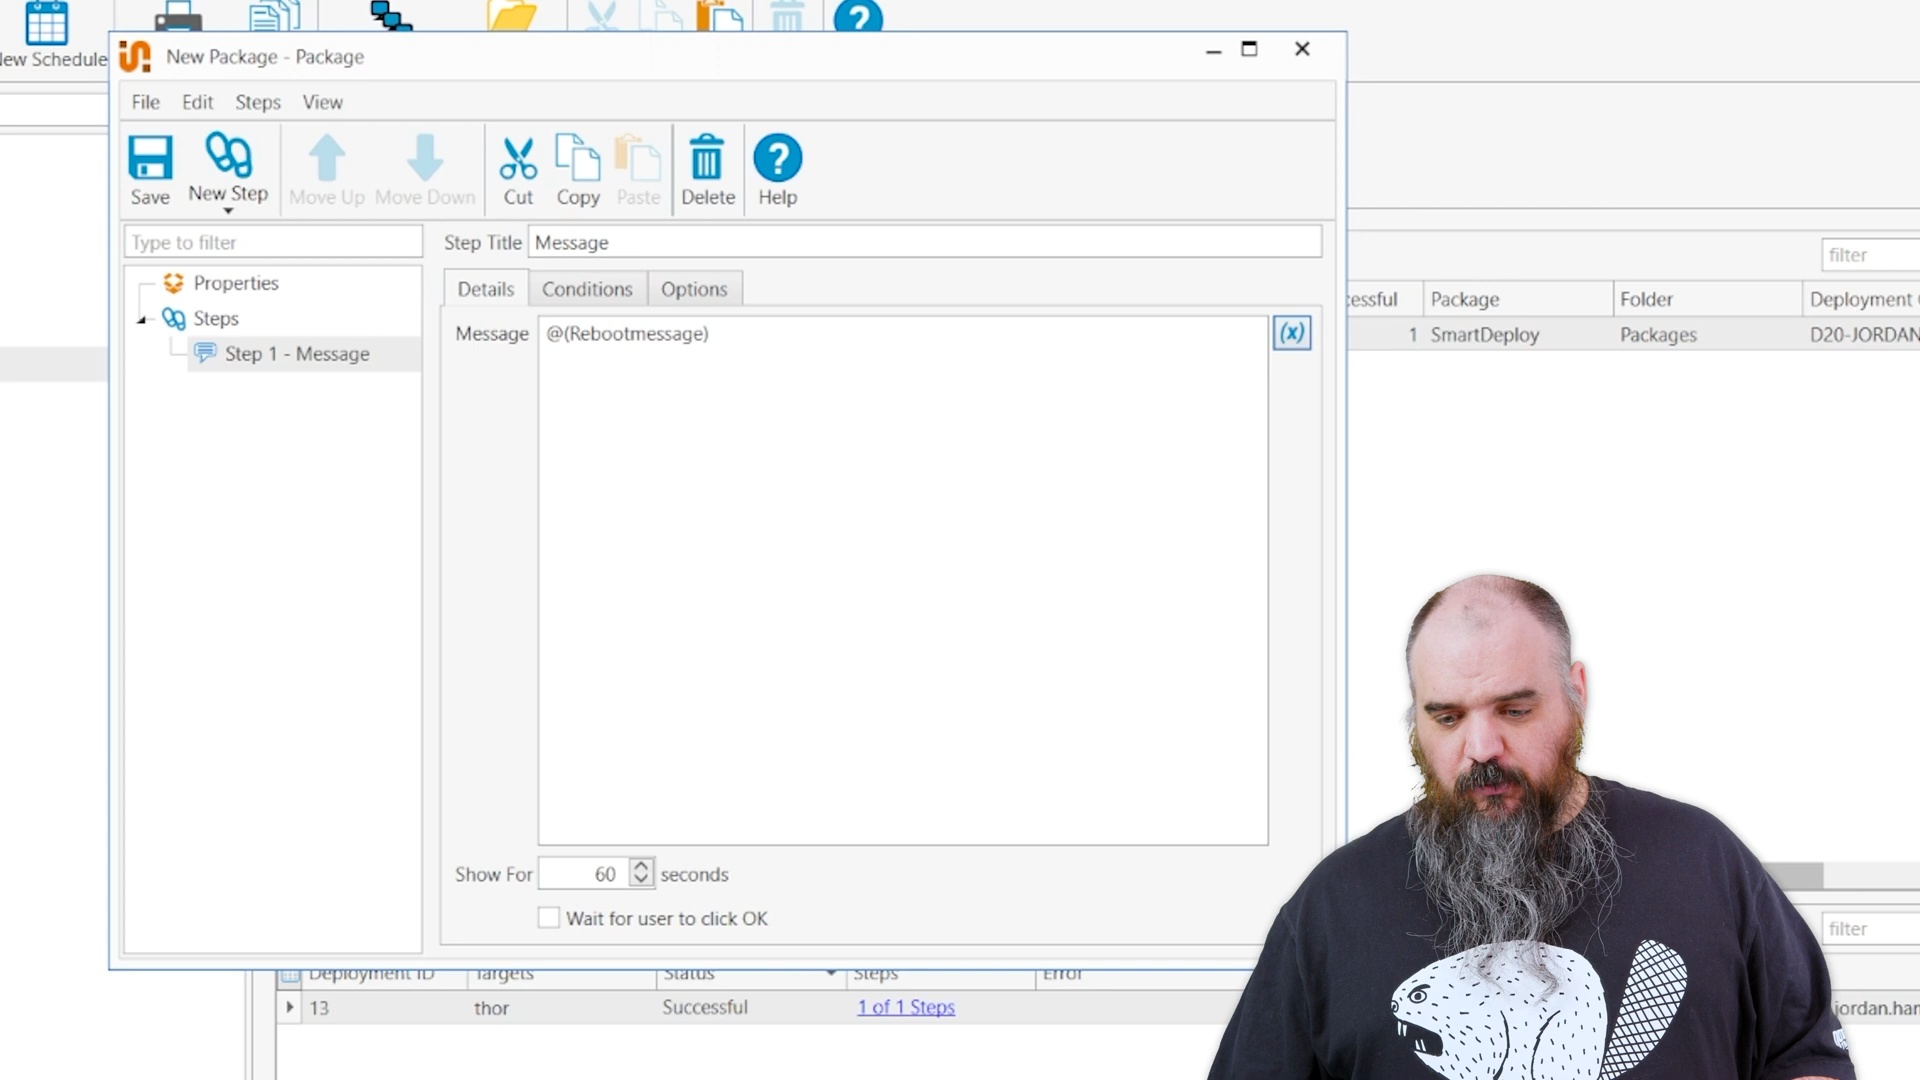 New Schedule
New Package - Package
File Edit Steps View
Save New Step Move Up Move Down Cut Copy Paste Delete Help
Type to filter
Step Title Message
Properties
Steps
Step 1 - Message
Details Conditions Options
Message @(Rebootmessage)
(x)
Show For 60 seconds
Wait for user to click OK
filter
Package Folder Deployment
1 SmartDeploy Packages D20-JORDAN
filter
Deployment ID Targets Status Steps Error
13 thor Successful 1 of 1 Steps
jordan.har